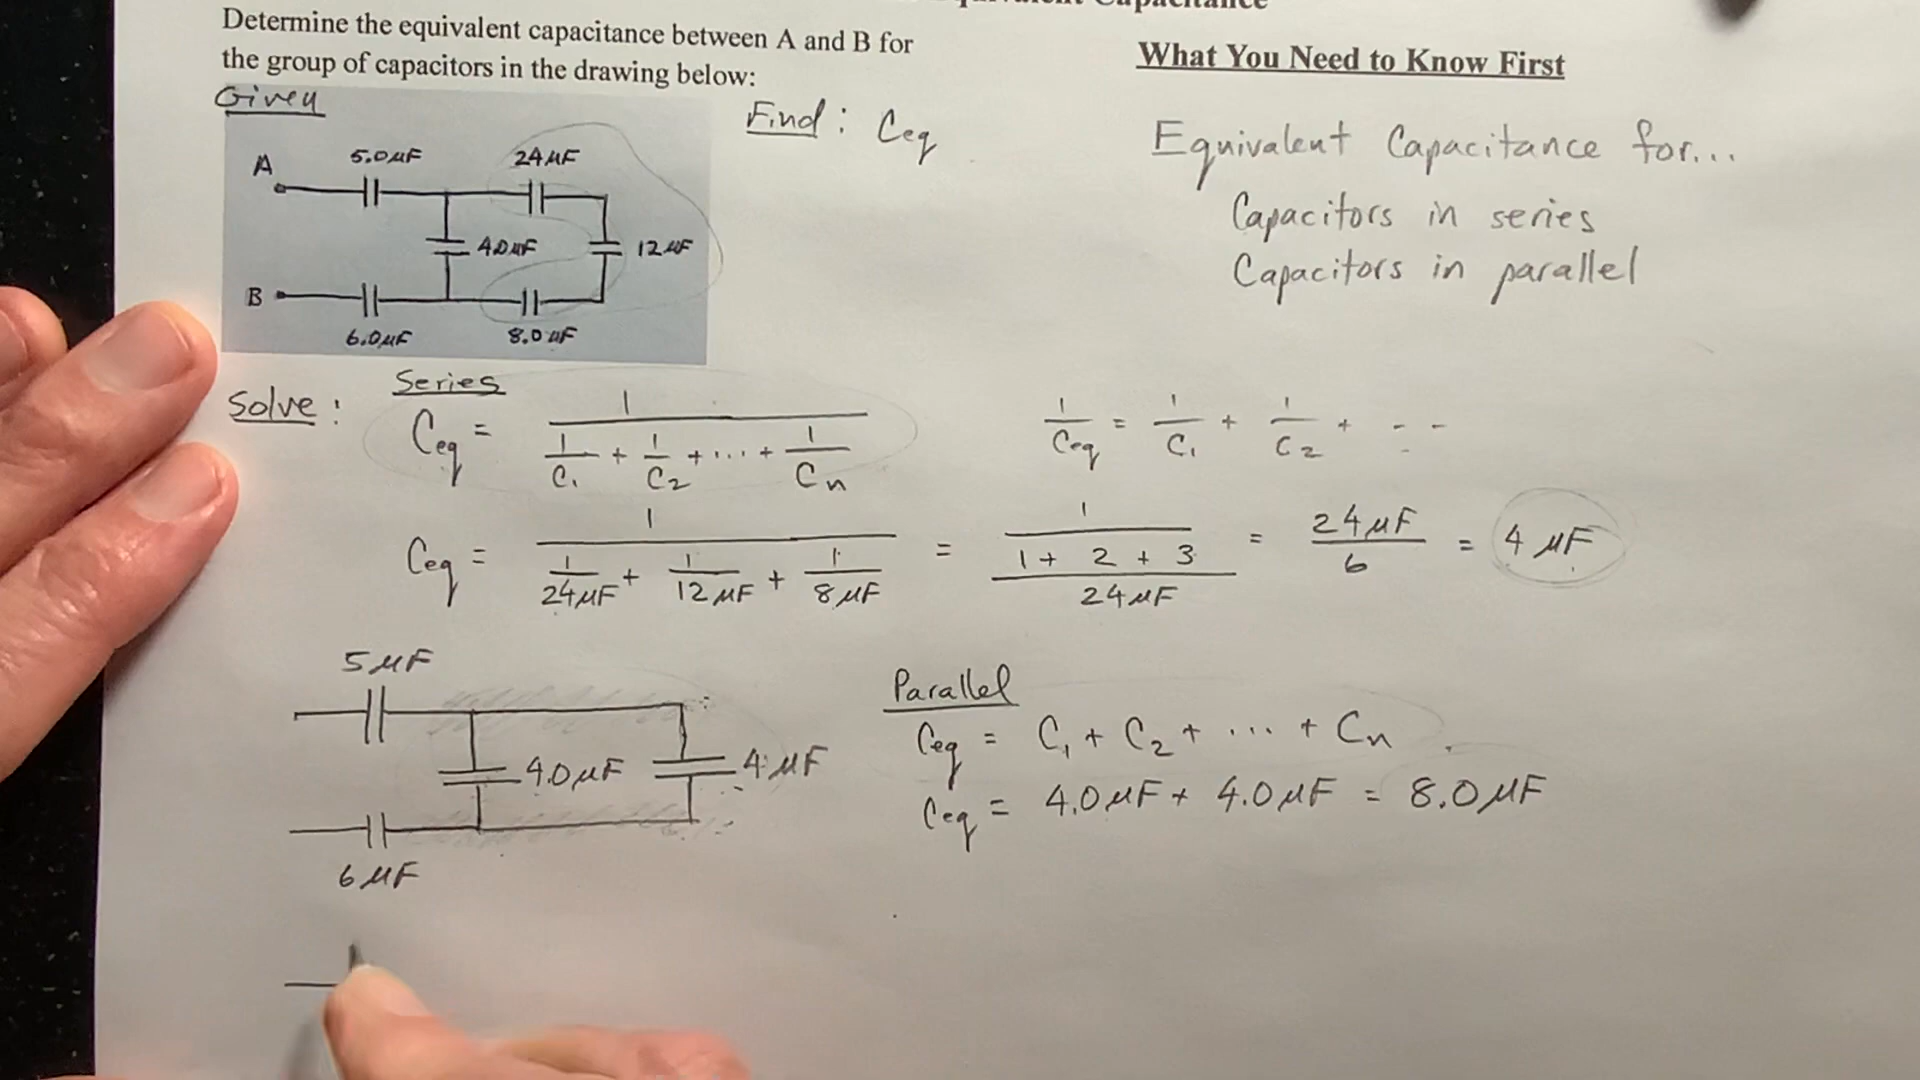 Determine the equivalent capacitance between A and B for
the group of capacitors in the drawing below:
What You Need to Know First
Given
Find: Ceq
Equivalent Capacitance for...
Capacitors in series
Capacitors in parallel
A
5.0μF
24μF
4.0μF
12μF
B
6.0μF
8.0μF
Solve:
Series
Ceq = 1 / (1/C1 + 1/C2 + ... + 1/Cn)
1/Ceq = 1/C1 + 1/C2 + --
Ceq = 1 / (1/24μF + 1/12μF + 1/8μF) = 1 / ((1 + 2 + 3)/24μF) = 24μF/6 = 4μF
5μF
4.0μF
4μF
6μF
Parallel
Ceq = C1 + C2 + ... + Cn
Ceq = 4.0μF + 4.0μF = 8.0μF